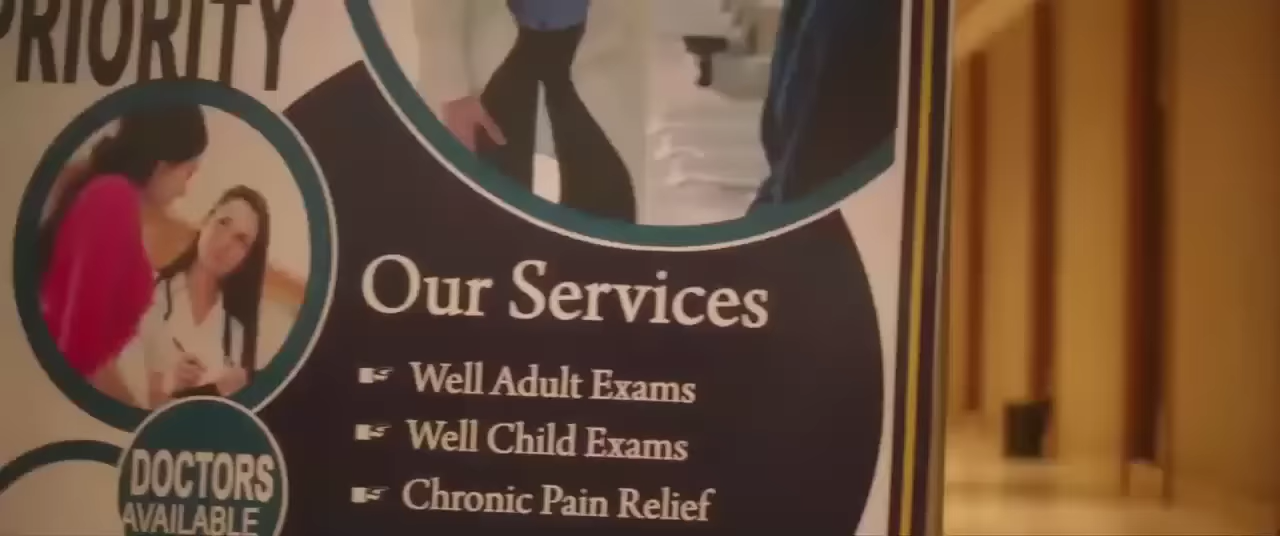 PRIORITY
Our Services
Well Adult Exams
Well Child Exams
Chronic Pain Relief
DOCTORS
AVAILABLE